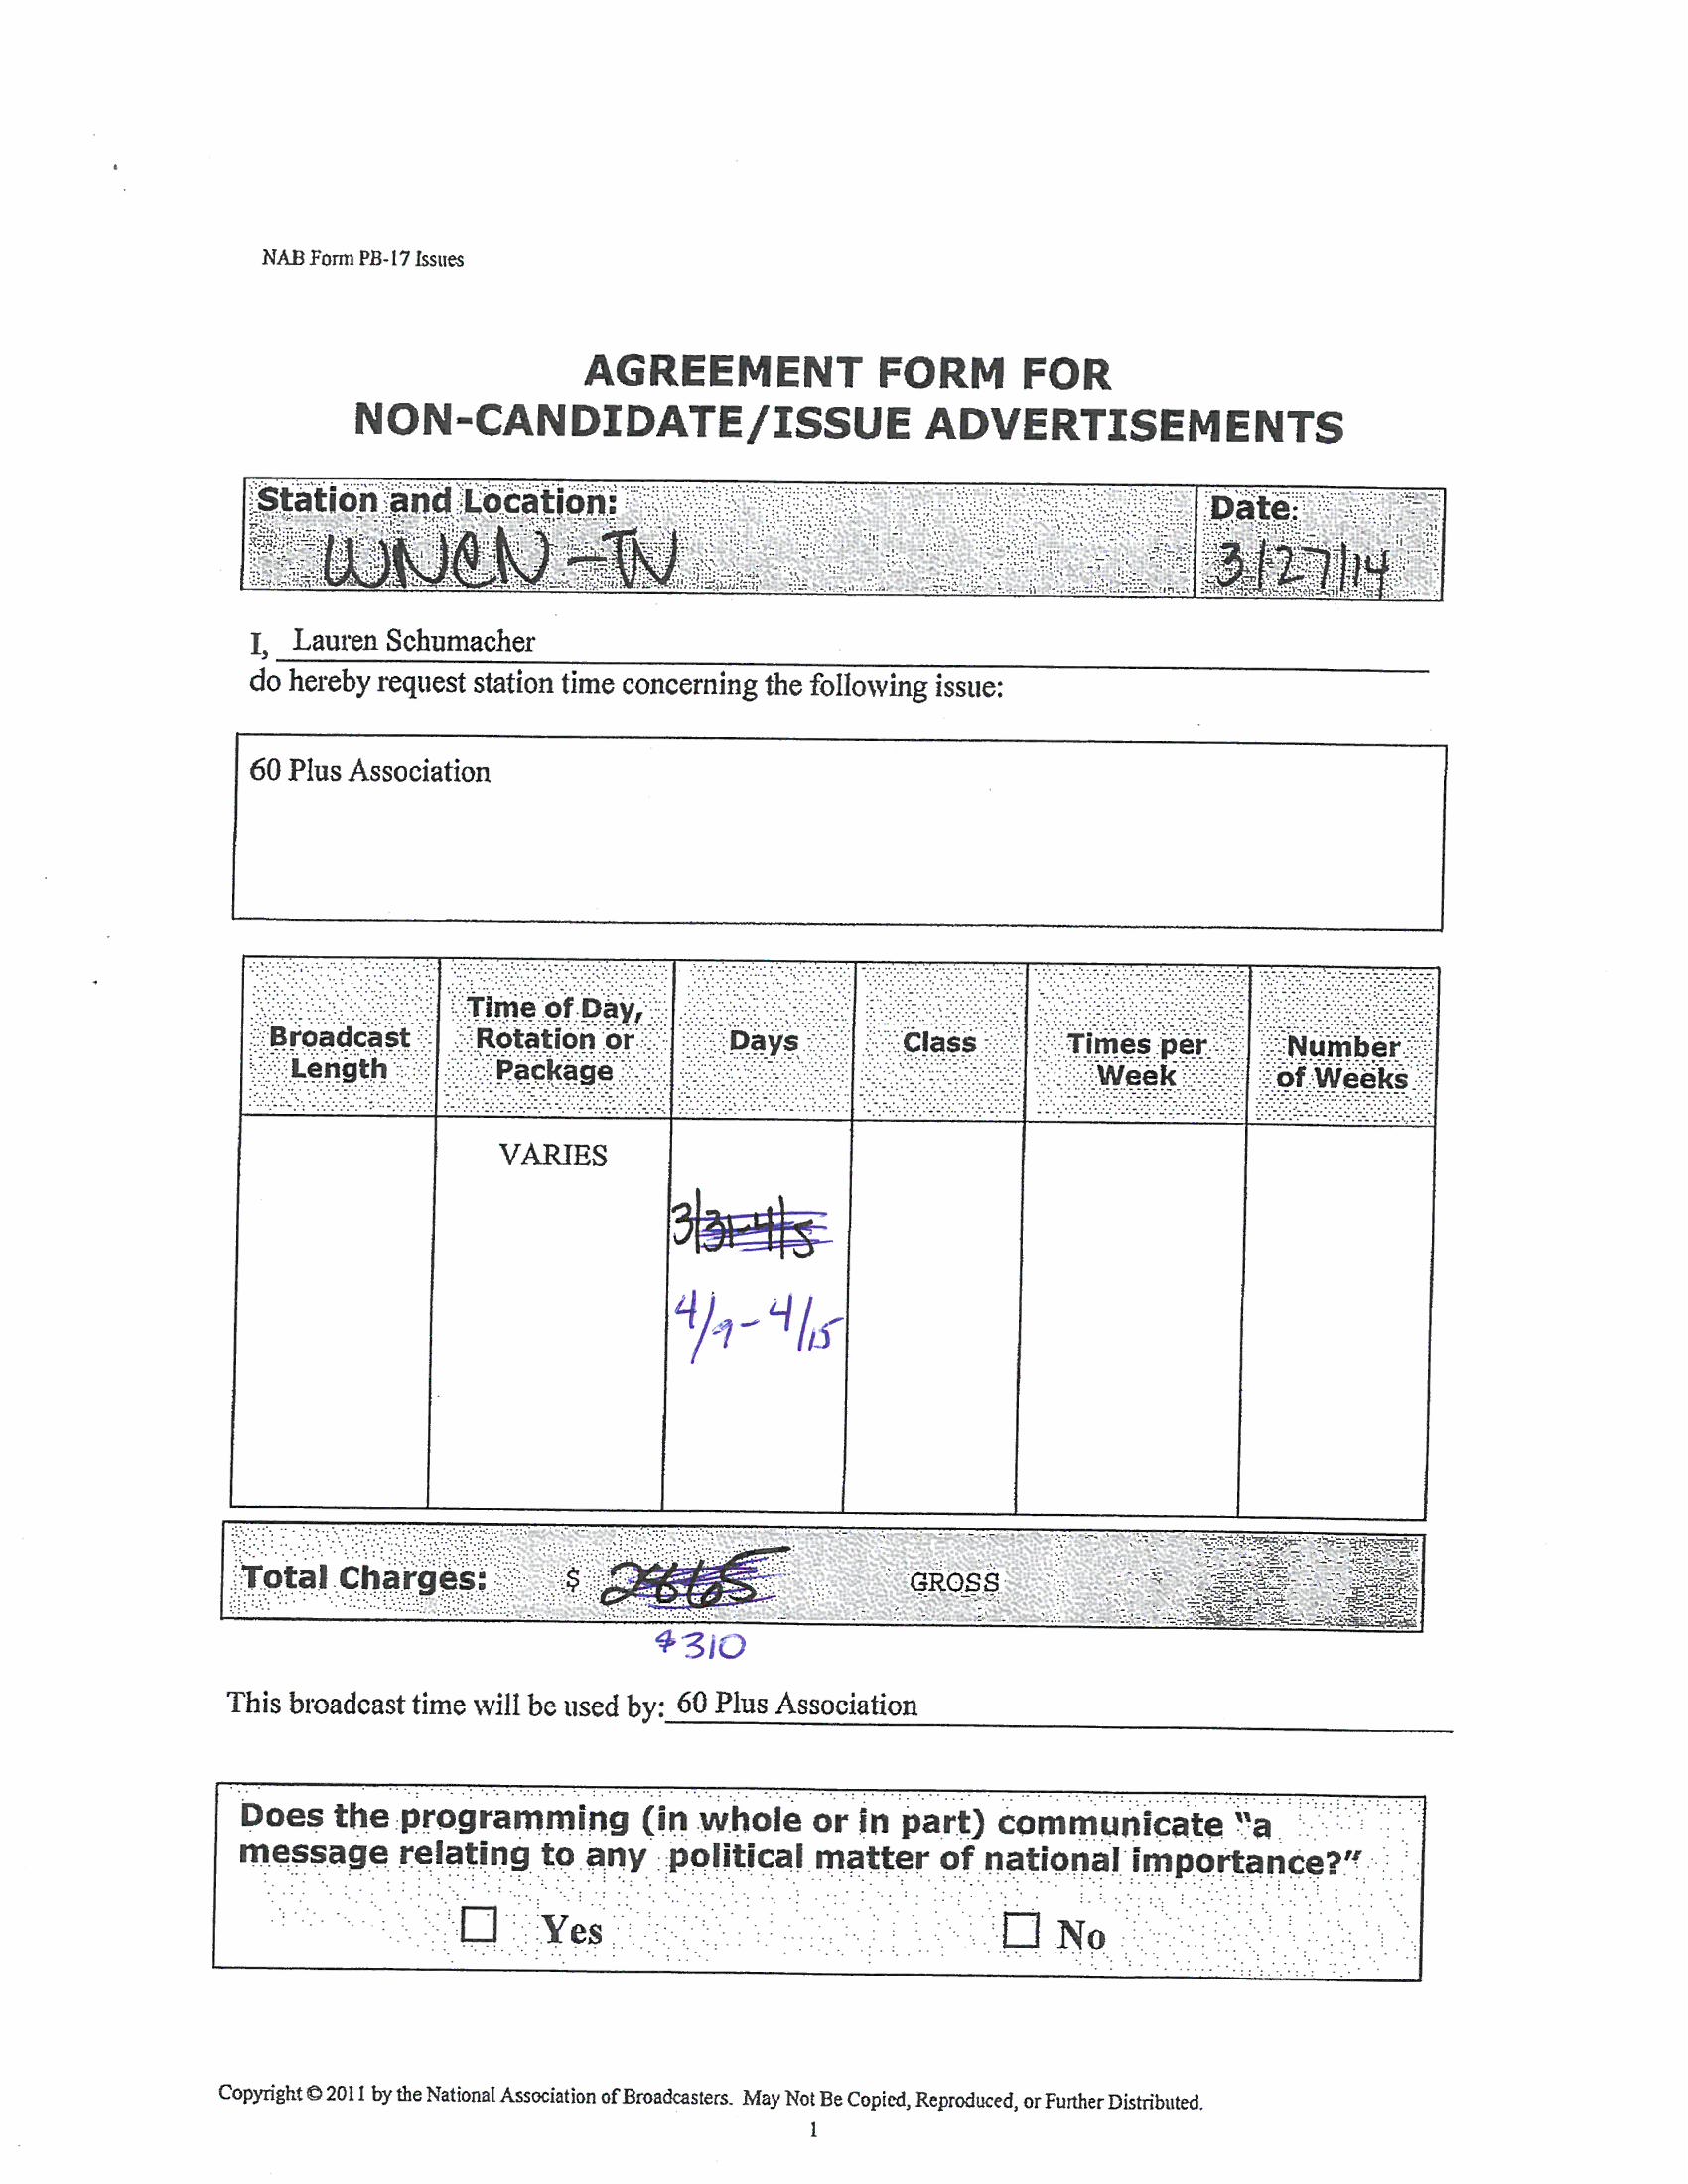 NAB Form PB-17 Issues
AGREEMENT FORM FOR
NON-CANDIDATE/ISSUE ADVERTISEMENTS
Station and Location:
WNCN-TV
Date:
3/27/14
I, Lauren Schumacher
do hereby request station time concerning the following issue:
60 Plus Association
Broadcast Length
Time of Day, Rotation or Package
Days
Class
Times per Week
Number of Weeks
VARIES
3/31-4/5
4/9-4/15
Total Charges: $ GROSS
$310
This broadcast time will be used by: 60 Plus Association
Does the programming (in whole or in part) communicate "a
message relating to any political matter of national importance?"
Yes No
Copyright © 2011 by the National Association of Broadcasters. May Not Be Copied, Reproduced, or Further Distributed.
1